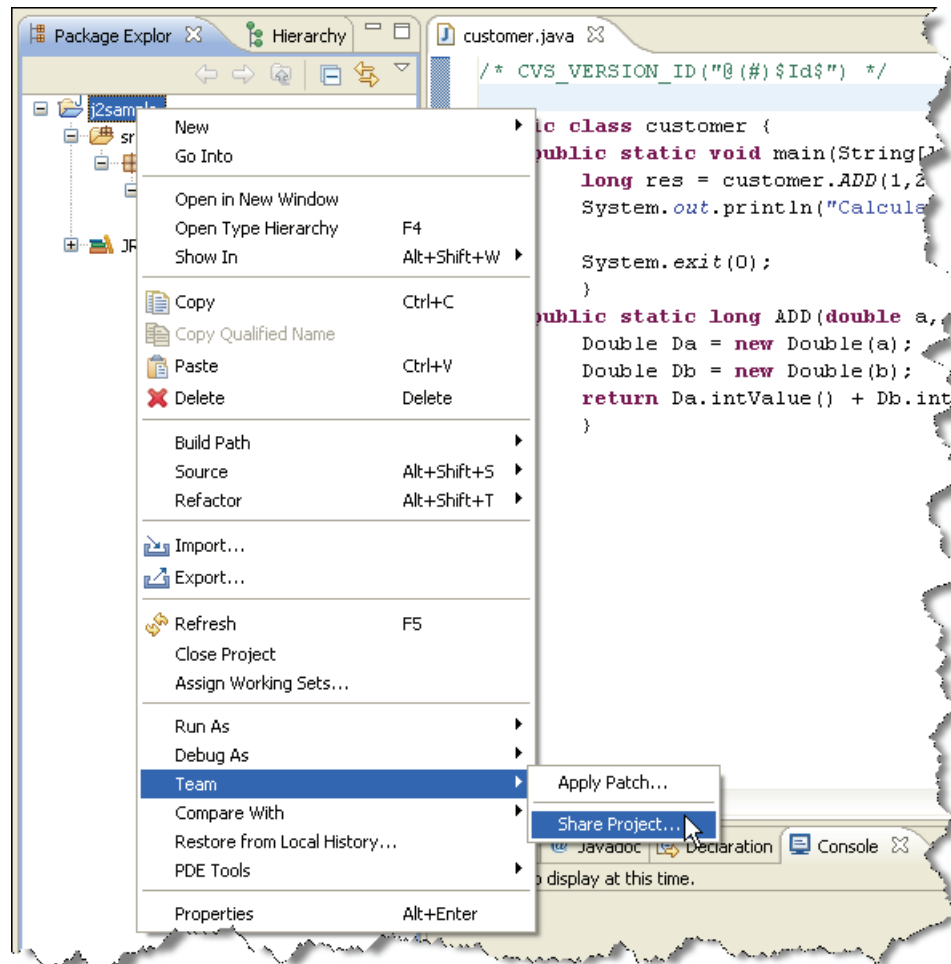 Package Explor
Hierarchy
customer.java
/* CVS_VERSION_ID("@(#)$Id$") */
j2sample
ic class customer {
sr
public static void main(String[]
long res = customer.ADD(1,2
System.out.println("Calcula
JR
System.exit(0);
}
public static long ADD(double a,
Double Da = new Double(a);
Double Db = new Double(b);
return Da.intValue() + Db.int
}
New
Go Into
Open in New Window
Open Type Hierarchy F4
Show In Alt+Shift+W
Copy Ctrl+C
Copy Qualified Name
Paste Ctrl+V
Delete Delete
Build Path
Source Alt+Shift+S
Refactor Alt+Shift+T
Import...
Export...
Refresh F5
Close Project
Assign Working Sets...
Run As
Debug As
Team
Compare With
Restore from Local History...
PDE Tools
Properties Alt+Enter
Apply Patch...
Share Project...
@ Javadoc Declaration Console
o display at this time.